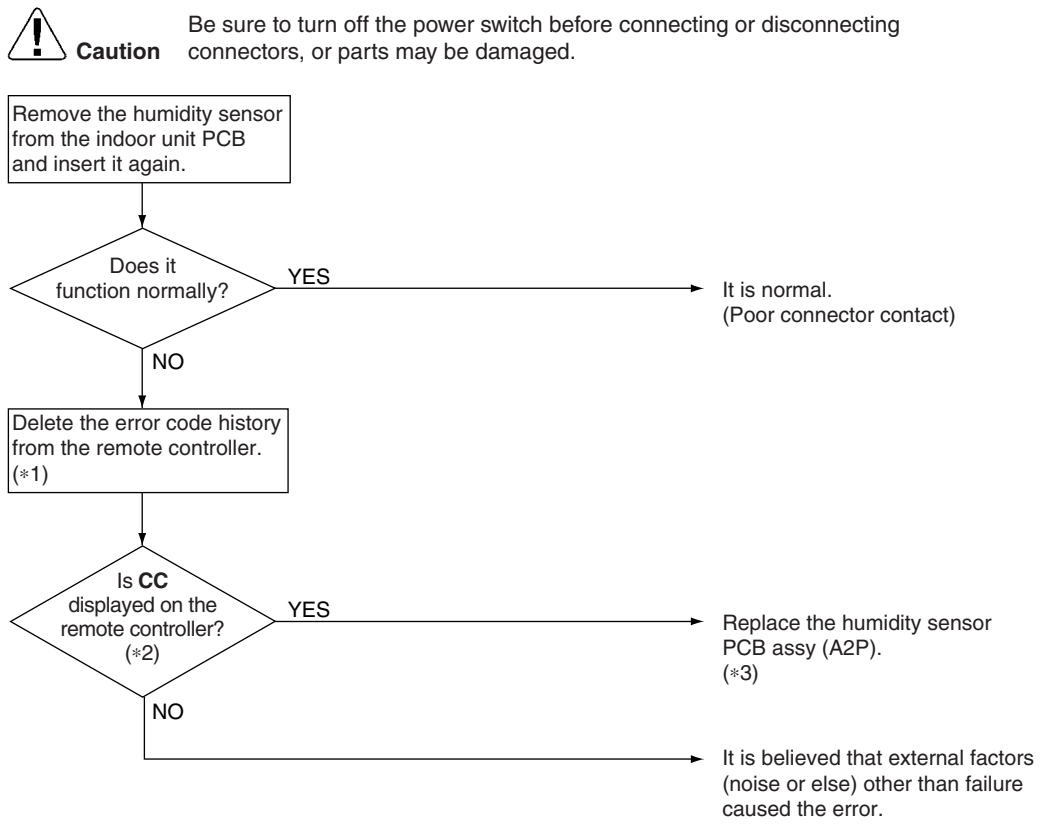 Caution
Be sure to turn off the power switch before connecting or disconnecting
connectors, or parts may be damaged.
Remove the humidity sensor
from the indoor unit PCB
and insert it again.
Does it
function normally?
YES
It is normal.
(Poor connector contact)
NO
Delete the error code history
from the remote controller.
(*1)
Is CC
displayed on the
remote controller?
(*2)
YES
Replace the humidity sensor
PCB assy (A2P).
(*3)
NO
It is believed that external factors
(noise or else) other than failure
caused the error.